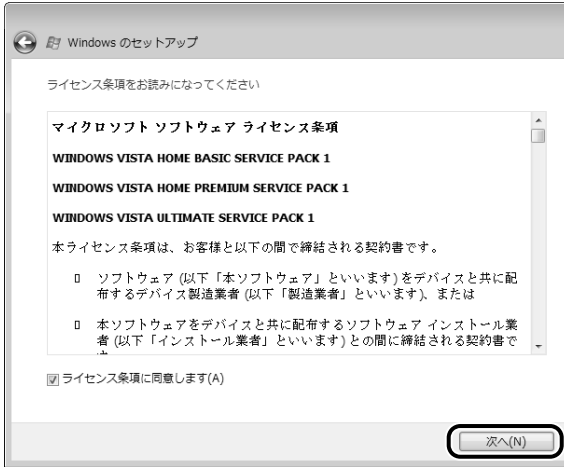 Windows のセットアップ
ライセンス条項をお読みになってください
マイクロソフト ソフトウェア ライセンス条項
WINDOWS VISTA HOME BASIC SERVICE PACK 1
WINDOWS VISTA HOME PREMIUM SERVICE PACK 1
WINDOWS VISTA ULTIMATE SERVICE PACK 1
本ライセンス条項は、お客様と以下の間で締結される契約書です。
ソフトウェア (以下「本ソフトウェア」といいます) をデバイスと共に配
布するデバイス製造業者 (以下「製造業者」といいます)、または
本ソフトウェアをデバイスと共に配布するソフトウェア インストール業
者 (以下「インストール業者」といいます) との間に締結される契約書で
ライセンス条項に同意します(A)
次へ(N)